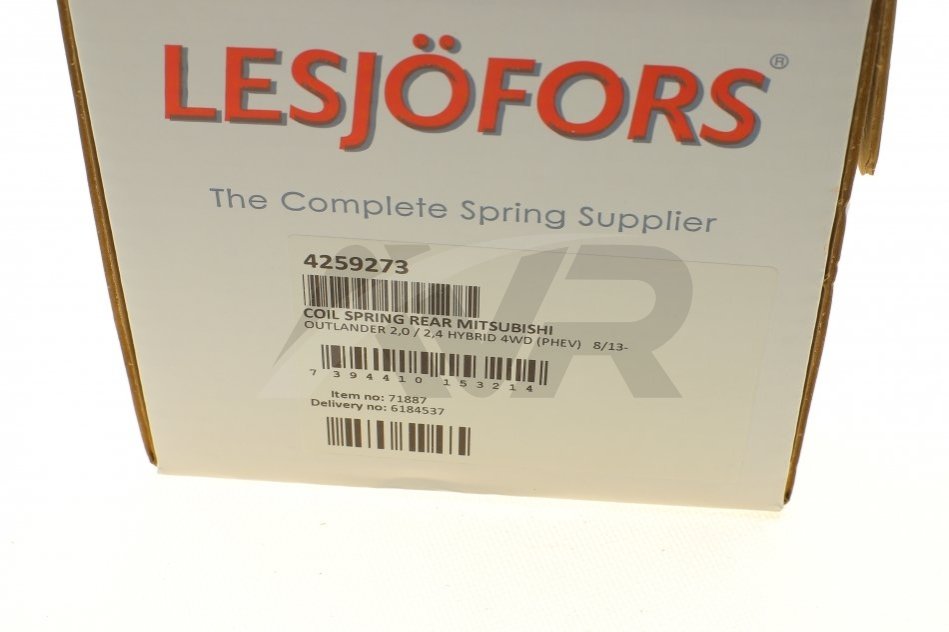 LESJÖFORS®
The Complete Spring Supplier
4259273
COIL SPRING REAR MITSUBISHI
OUTLANDER 2,0 / 2,4 HYBRID 4WD (PHEV) 8/13-
7 394410 153214
Item no: 71887
Delivery no: 6184537